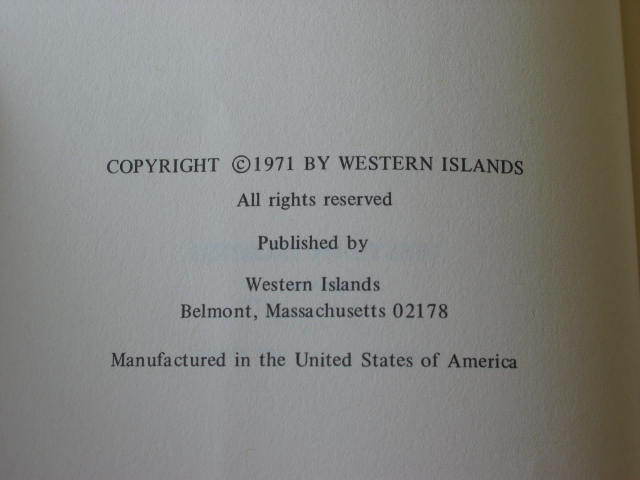 COPYRIGHT ©1971 BY WESTERN ISLANDS
All rights reserved
Published by
Western Islands
Belmont, Massachusetts 02178
Manufactured in the United States of America